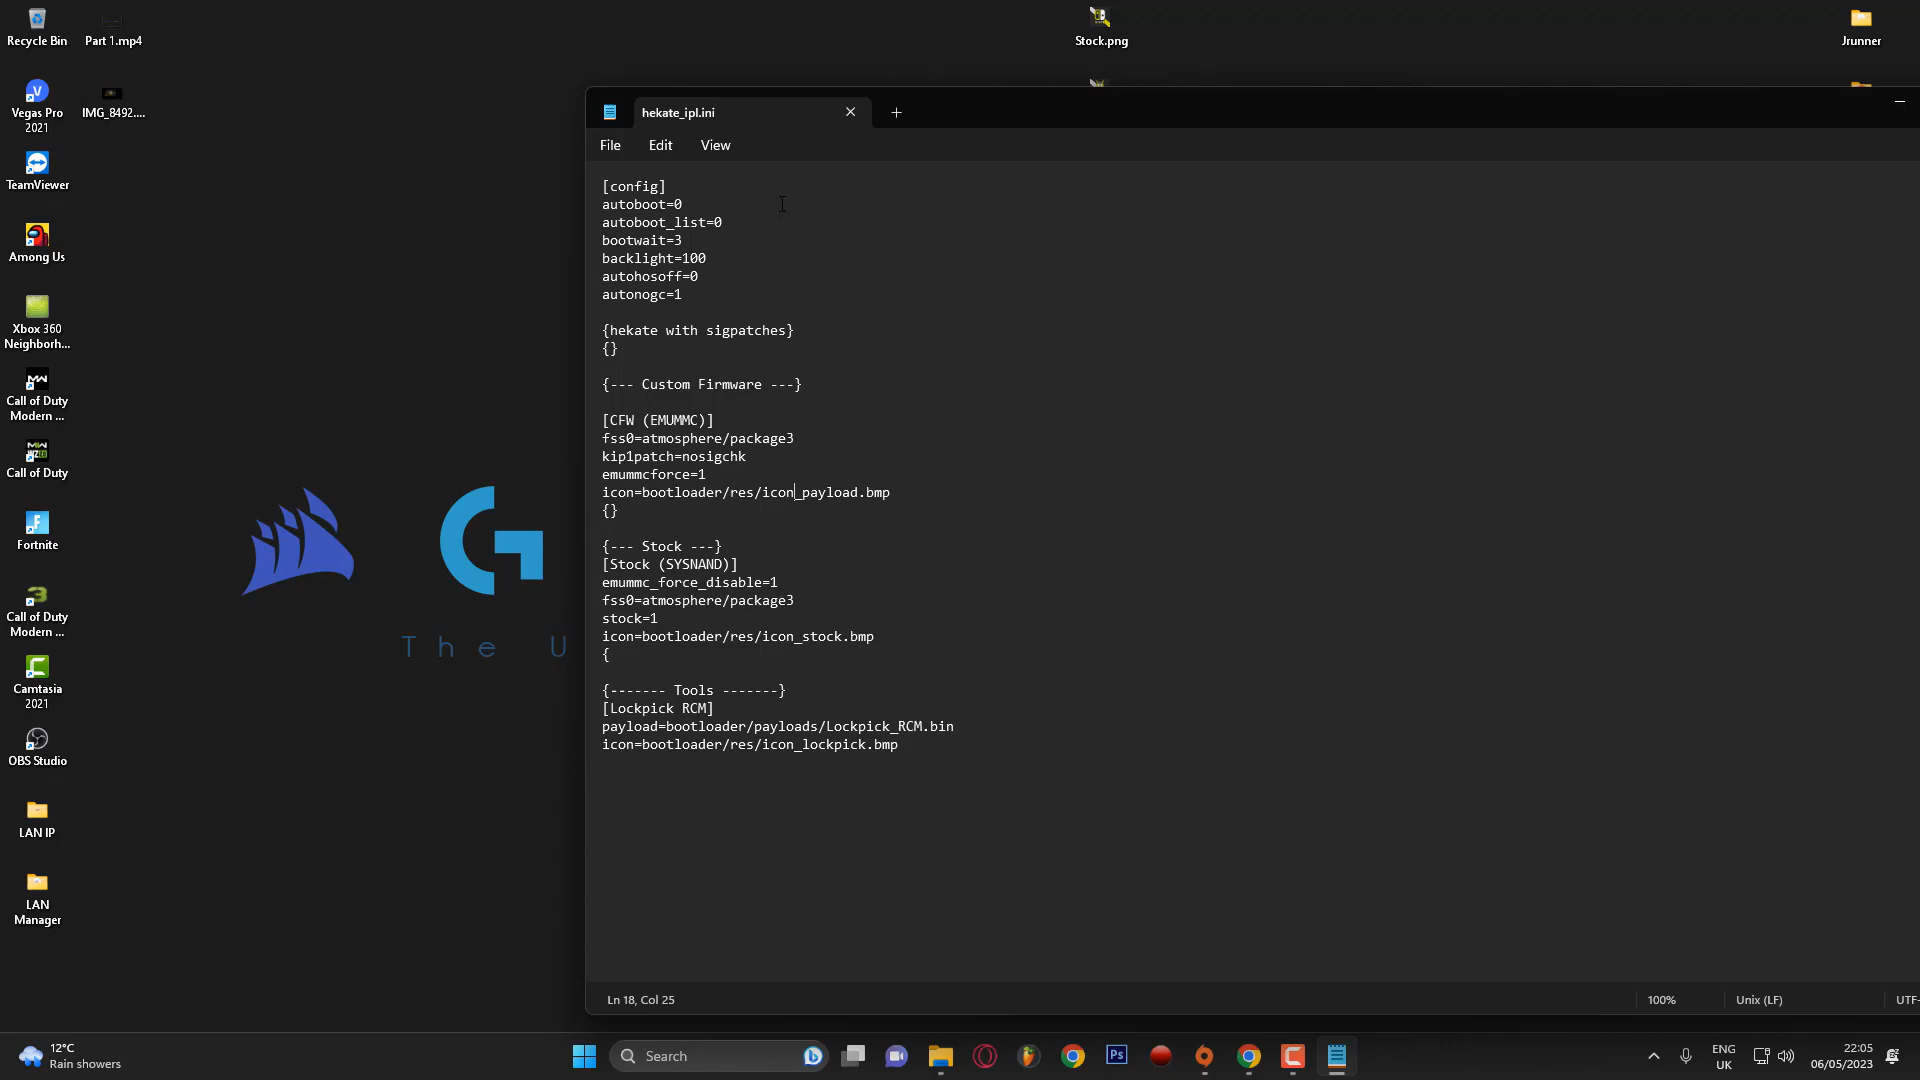 Recycle Bin
Part 1.mp4
Vegas Pro
2021
IMG_8492....
TeamViewer
Among Us
Xbox 360
Neighborh...
Call of Duty
Modern ...
Call of Duty
Fortnite
Call of Duty
Modern ...
Camtasia
2021
OBS Studio
LAN IP
LAN
Manager
Stock.png
Jrunner
The U
hekate_ipl.ini
File Edit View
[config]
autoboot=0
autoboot_list=0
bootwait=3
backlight=100
autohosoff=0
autonogc=1
{hekate with sigpatches}
{}
{--- Custom Firmware ---}
[CFW (EMUMMC)]
fss0=atmosphere/package3
kip1patch=nosigchk
emummcforce=1
icon=bootloader/res/icon_payload.bmp
{}
{--- Stock ---}
[Stock (SYSNAND)]
emummc_force_disable=1
fss0=atmosphere/package3
stock=1
icon=bootloader/res/icon_stock.bmp
{
{------- Tools -------}
[Lockpick RCM]
payload=bootloader/payloads/Lockpick_RCM.bin
icon=bootloader/res/icon_lockpick.bmp
Ln 18, Col 25
100%
Unix (LF)
UTF-
12°C
Rain showers
Search
Ps
ENG
UK
22:05
06/05/2023